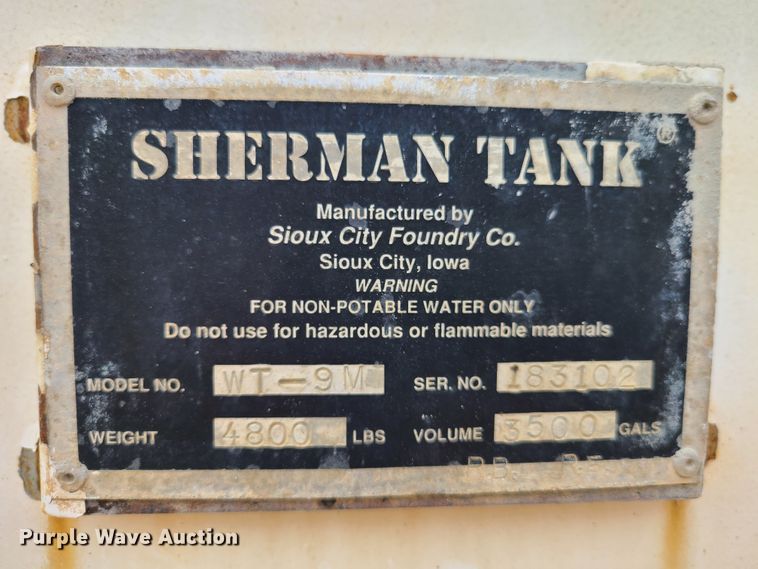 SHERMAN TANK®
Manufactured by
Sioux City Foundry Co.
Sioux City, Iowa
WARNING
FOR NON-POTABLE WATER ONLY
Do not use for hazardous or flammable materials
MODEL NO. WT-9M SER. NO. 183102
WEIGHT 4800 LBS VOLUME 3500 GALS
Purple Wave Auction